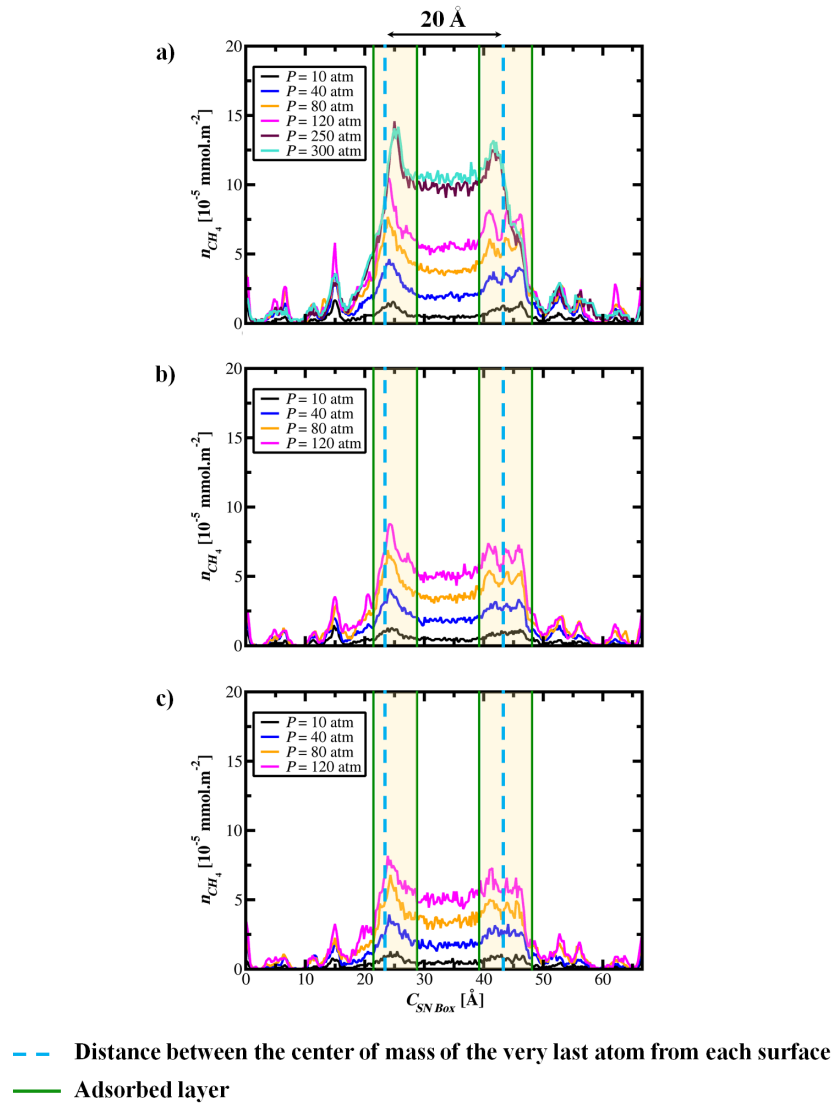 20 Å
a)
20
15
10
5
0
n_CH4 [10^-5 mmol.m^-2]
P = 10 atm
P = 40 atm
P = 80 atm
P = 120 atm
P = 250 atm
P = 300 atm
b)
20
15
10
5
0
n_CH4 [10^-5 mmol.m^-2]
P = 10 atm
P = 40 atm
P = 80 atm
P = 120 atm
c)
20
15
10
5
0
n_CH4 [10^-5 mmol.m^-2]
P = 10 atm
P = 40 atm
P = 80 atm
P = 120 atm
0 10 20 30 40 50 60
C_SN Box [Å]
Distance between the center of mass of the very last atom from each surface
Adsorbed layer